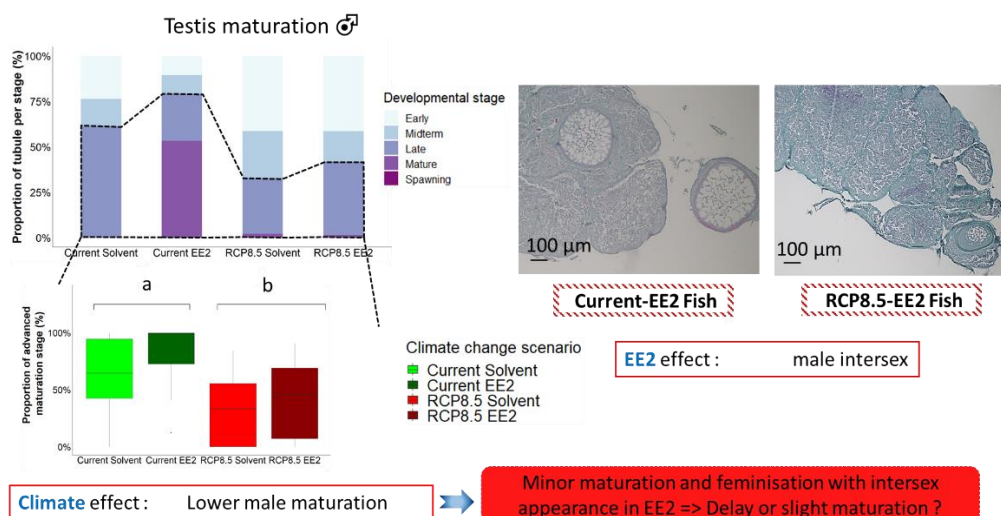 Testis maturation ♂
Proportion of tubule per stage (%)
100%
75%
50%
25%
0%
Current Solvent
Current EE2
RCP8.5 Solvent
RCP8.5 EE2
Developmental stage
Early
Midterm
Late
Mature
Spawning
100 µm
100 µm
Current-EE2 Fish
RCP8.5-EE2 Fish
a
b
Proportion of advanced
maturation stage (%)
100%
50%
0%
Current Solvent
Current EE2
RCP8.5 Solvent
RCP8.5 EE2
Climate change scenario
Current Solvent
Current EE2
RCP8.5 Solvent
RCP8.5 EE2
EE2 effect : male intersex
Climate effect : Lower male maturation
Minor maturation and feminisation with intersex
appearance in EE2 => Delay or slight maturation ?